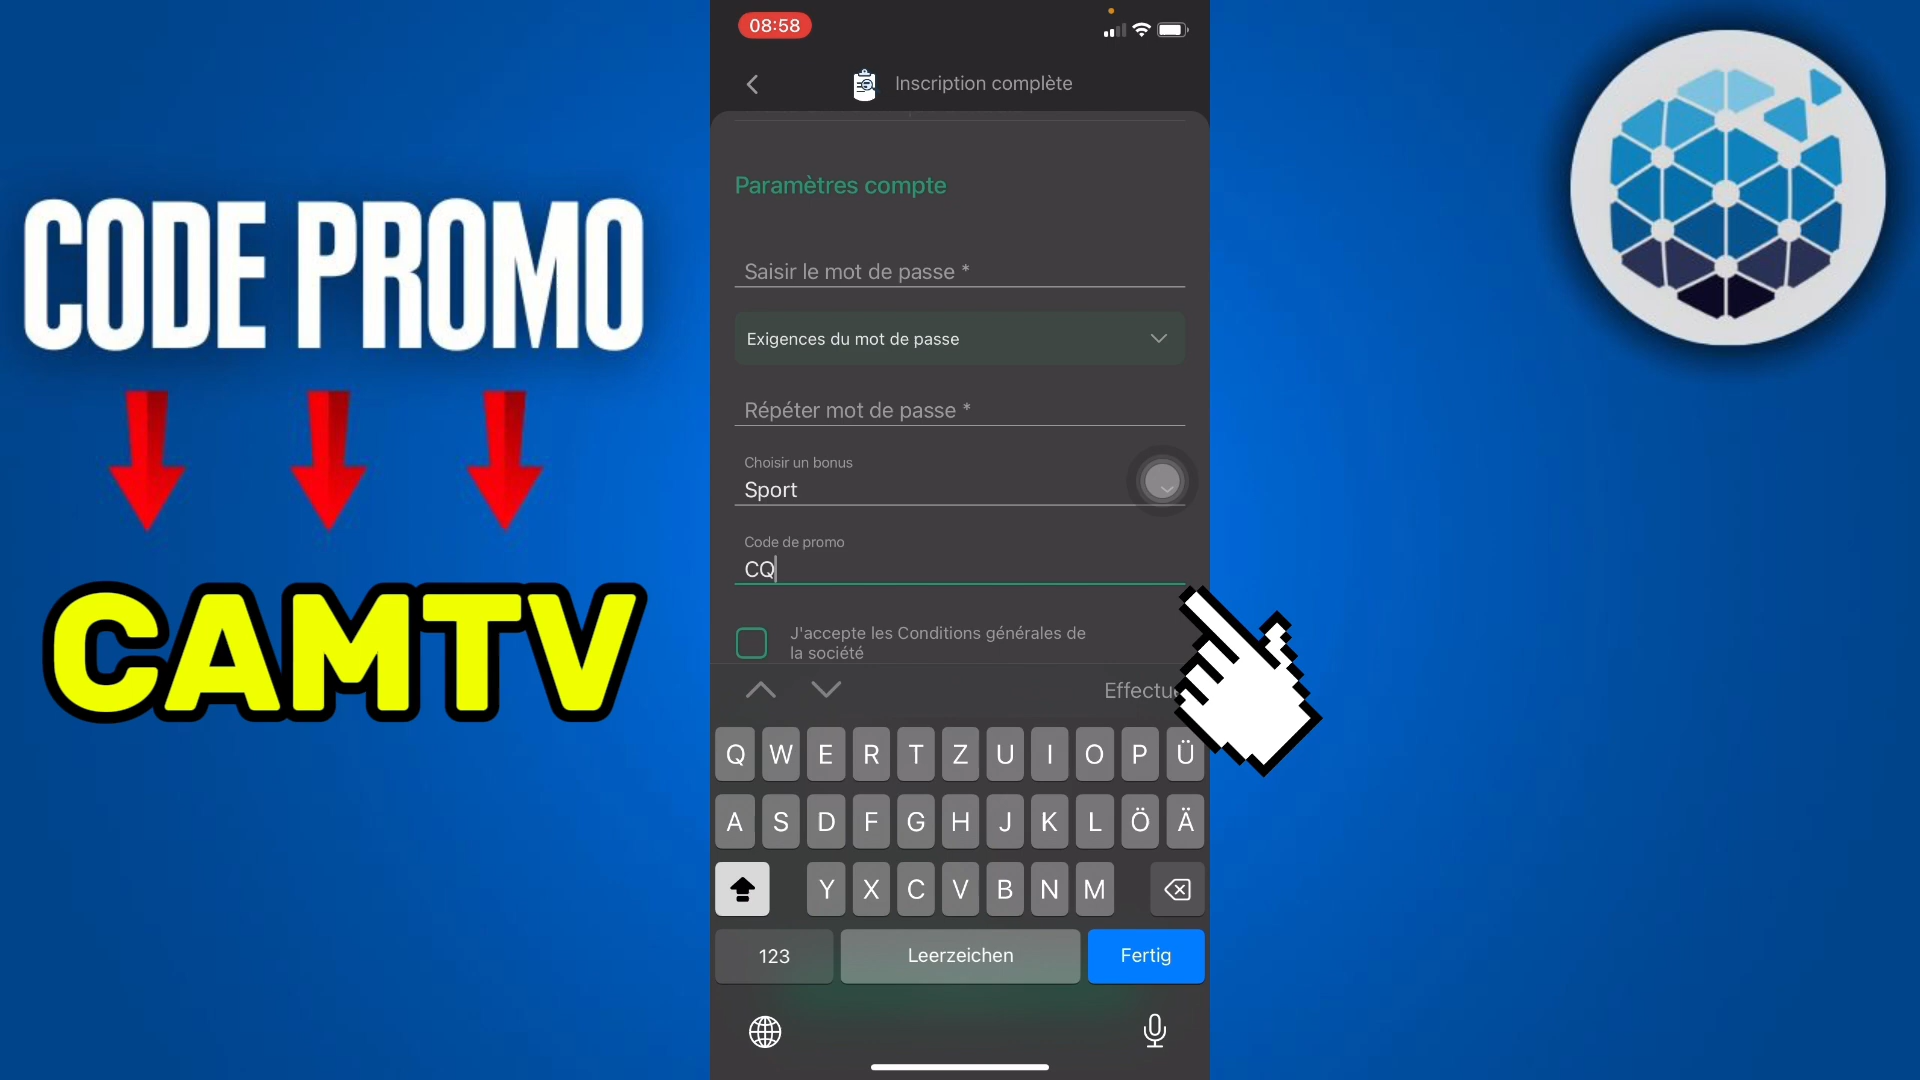 CODE PROMO
CAMTV
08:58
Inscription complète
Paramètres compte
Saisir le mot de passe *
Exigences du mot de passe
Répéter mot de passe *
Choisir un bonus
Sport
Code de promo
CQ
J'accepte les Conditions générales de
la société
Effectu
Q W E R T Z U I O P Ü
A S D F G H J K L Ö Ä
Y X C V B N M
123 Leerzeichen Fertig